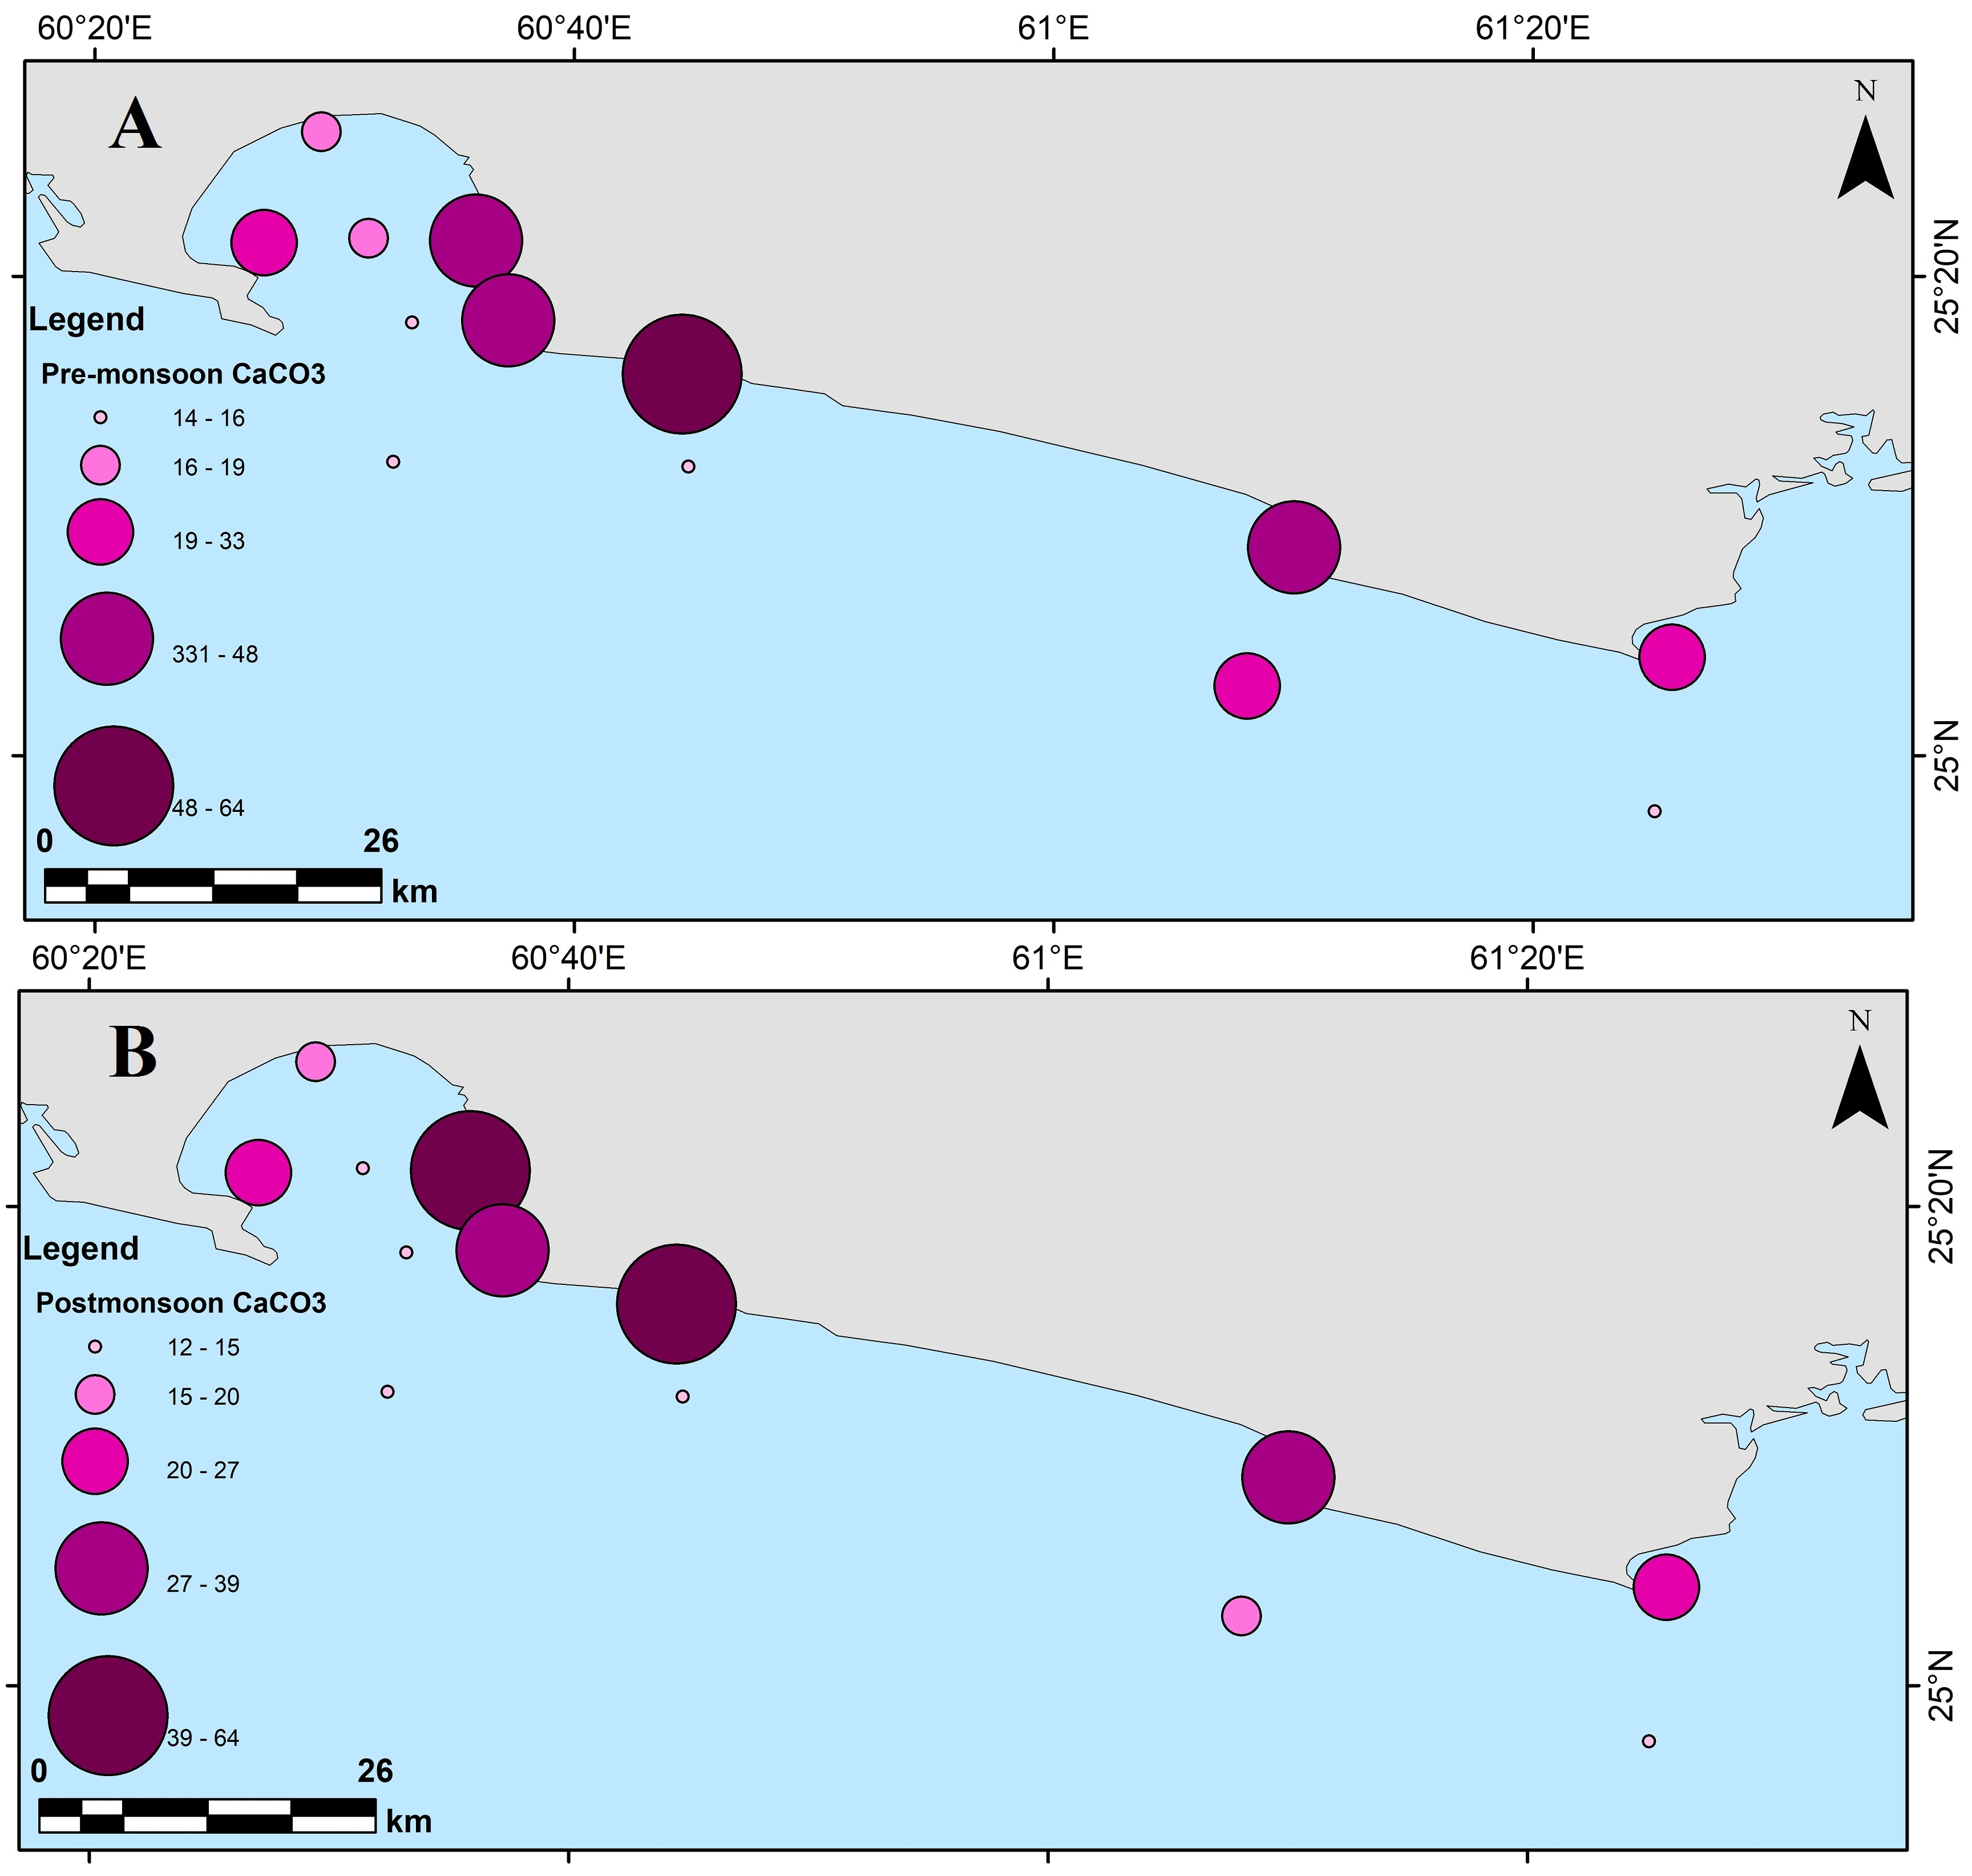 60°20'E 60°40'E 61°E 61°20'E
A
N
25°20'N
Legend
Pre-monsoon CaCO3
14 - 16
16 - 19
19 - 33
331 - 48
25°N
48 - 64
0 26
km
60°20'E 60°40'E 61°E 61°20'E
B
N
25°20'N
Legend
Postmonsoon CaCO3
12 - 15
15 - 20
20 - 27
27 - 39
25°N
39 - 64
0 26
km